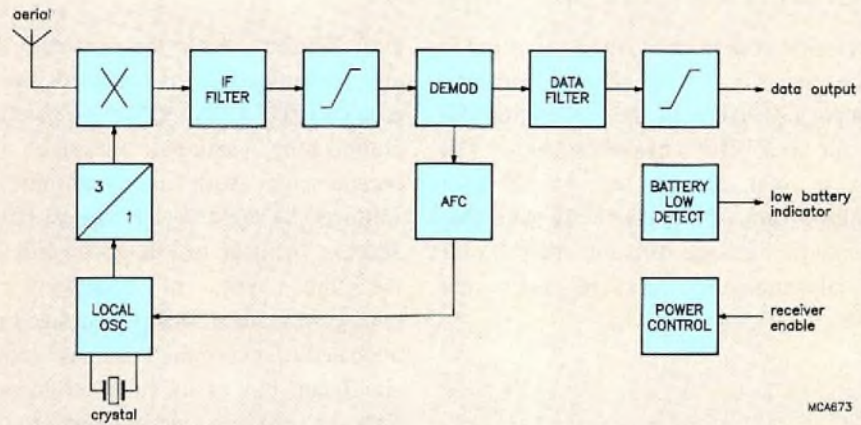 aerial
IF
FILTER
DEMOD
DATA
FILTER
data output
3
1
AFC
BATTERY
LOW
DETECT
low battery
indicator
LOCAL
OSC
POWER
CONTROL
receiver
enable
crystal
MCA673